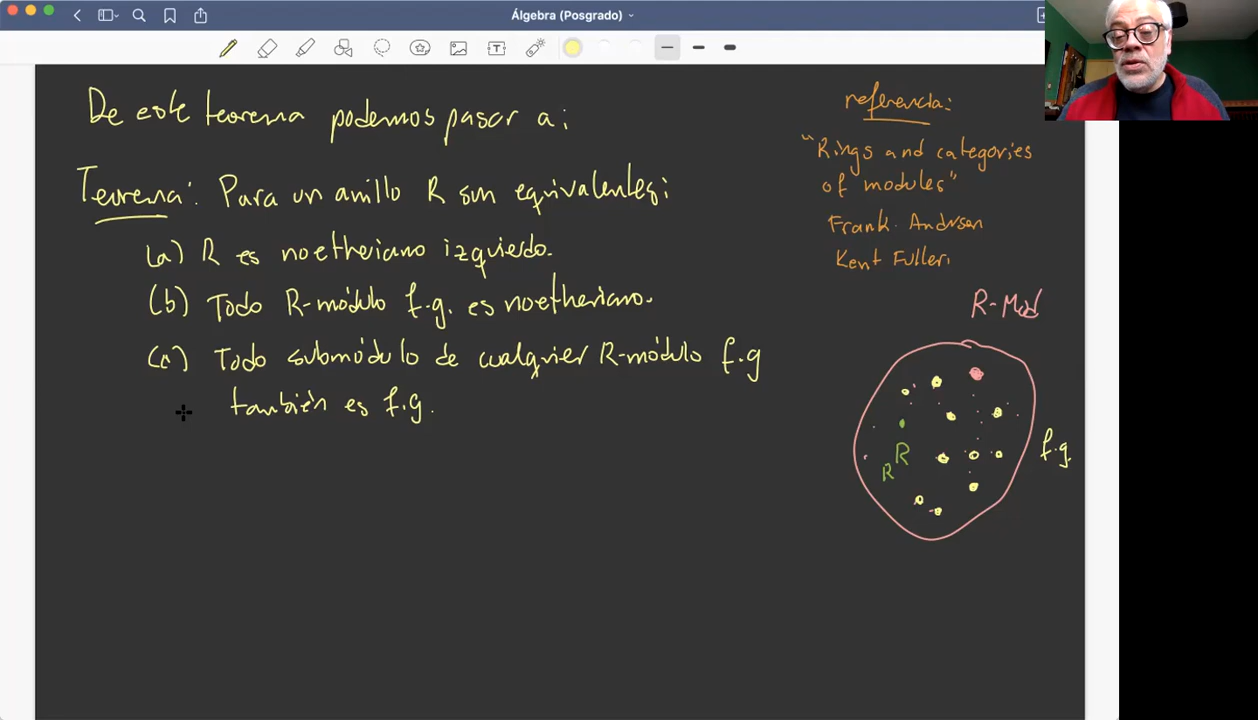 Álgebra (Posgrado)
De este teorema podemos pasar a:
Teorema: Para un anillo R son equivalentes:
(a) R es noetheriano izquierdo.
(b) Todo R-módulo f.g. es noetheriano.
(c) Todo submódulo de cualquier R-módulo f.g
también es f.g.
referencia:
"Rings and categories
of modules"
Frank. Anderson
Kent Fuller.
R-Mod
f.g.
R R